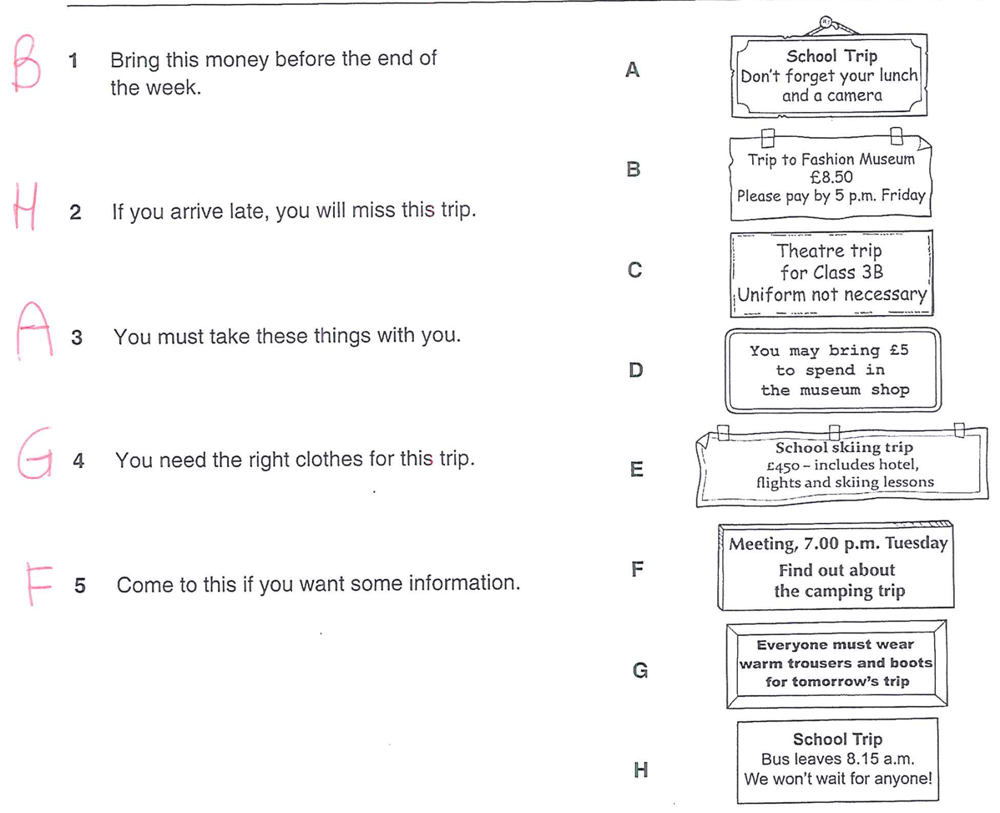 B 1 Bring this money before the end of
the week.
H 2 If you arrive late, you will miss this trip.
A 3 You must take these things with you.
G 4 You need the right clothes for this trip.
F 5 Come to this if you want some information.
A
School Trip
Don't forget your lunch
and a camera
B
Trip to Fashion Museum
£8.50
Please pay by 5 p.m. Friday
C
Theatre trip
for Class 3B
Uniform not necessary
D
You may bring £5
to spend in
the museum shop
E
School skiing trip
£450 – includes hotel,
flights and skiing lessons
F
Meeting, 7.00 p.m. Tuesday
Find out about
the camping trip
G
Everyone must wear
warm trousers and boots
for tomorrow's trip
H
School Trip
Bus leaves 8.15 a.m.
We won't wait for anyone!